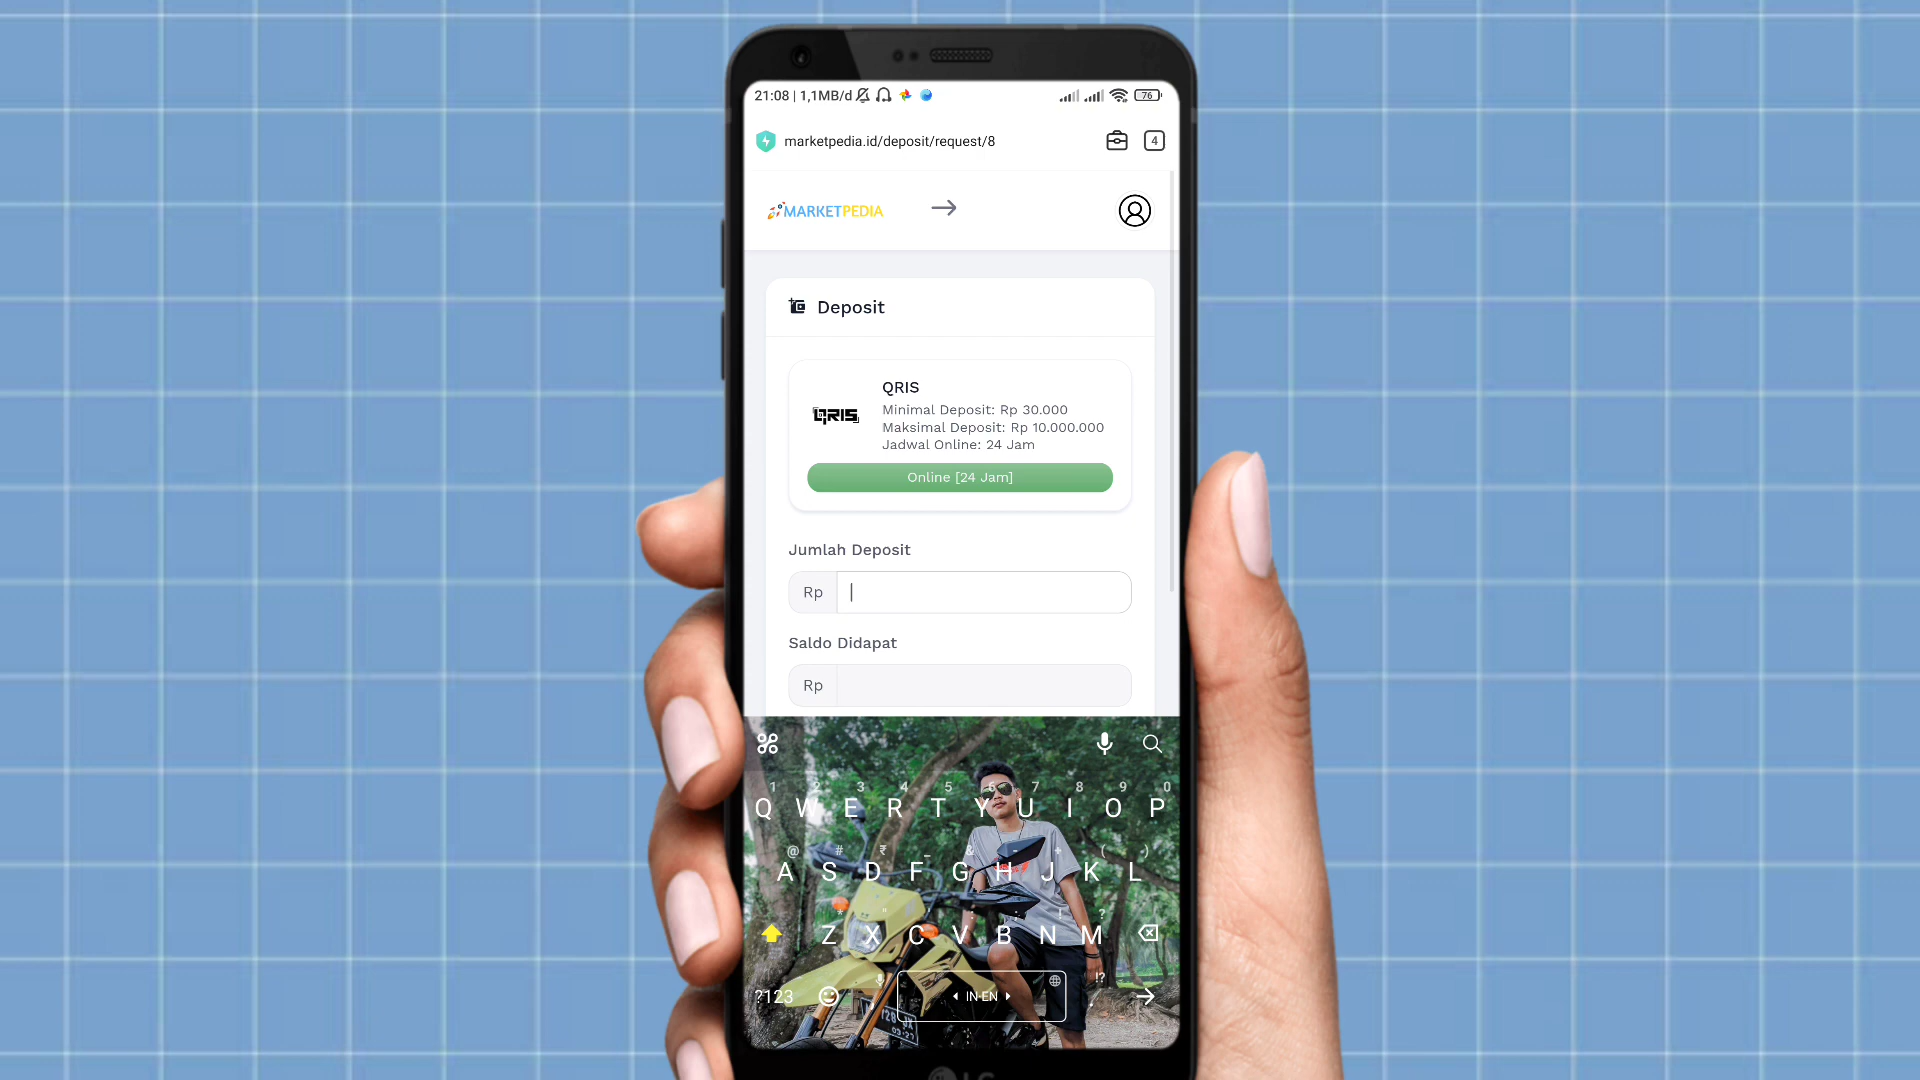 21:08 | 1,1MB/d
76
marketpedia.id/deposit/request/8
4
MARKETPEDIA
Deposit
QRIS
QRIS
Minimal Deposit: Rp 30.000
Maksimal Deposit: Rp 10.000.000
Jadwal Online: 24 Jam
Online [24 Jam]
Jumlah Deposit
Rp
Saldo Didapat
Rp
1 2 3 4 5 6 7 8 9 0
Q W E R T Y U I O P
@ # ₹ _ & - + ( )
A S D F G H J K L
* " ' : ; ! ?
Z X C V B N M
!?
?123 IN EN
LG